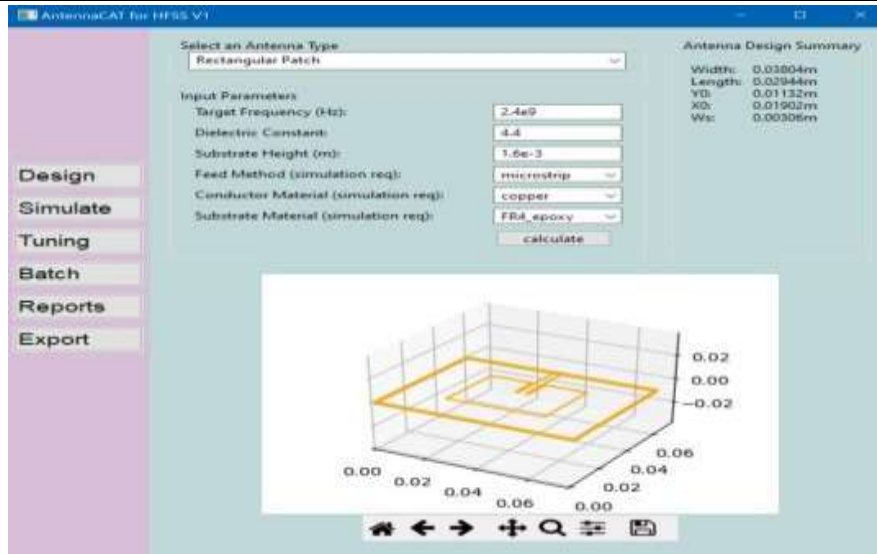 AntennaCAT for HFSS V1
Select an Antenna Type
Rectangular Patch
Input Parameters
Target Frequency (Hz): 2.4e9
Dielectric Constant: 4.4
Substrate Height (m): 1.6e-3
Feed Method (simulation req): microstrip
Conductor Material (simulation req): copper
Substrate Material (simulation req): FR4_epoxy
calculate
Antenna Design Summary
Width: 0.03804m
Length: 0.02944m
Y0: 0.01132m
X0: 0.01902m
Ws: 0.00306m
Design
Simulate
Tuning
Batch
Reports
Export
0.02
0.00
−0.02
0.06
0.04
0.02
0.00
0.00
0.02
0.04
0.06